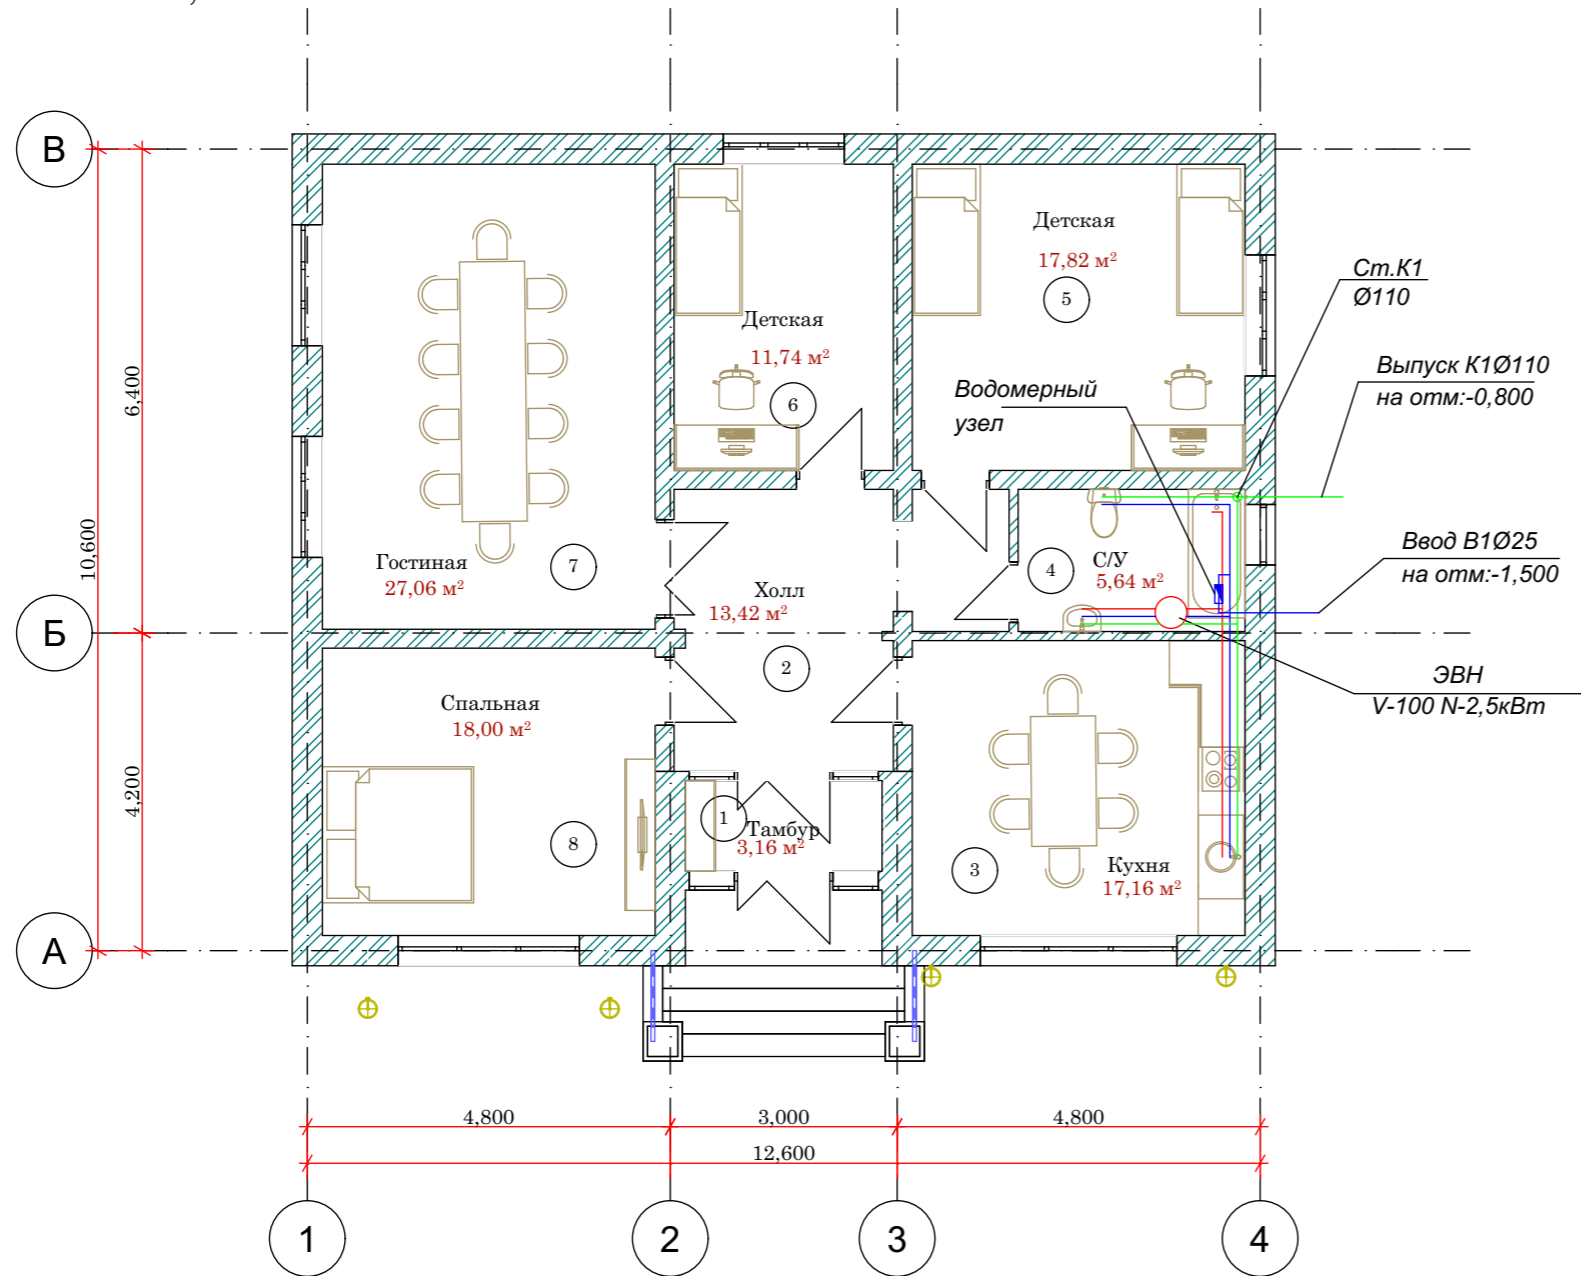 В
Детская
17,82 м²
5
Ст.К1
Ø110
Детская
11,74 м²
6
Выпуск К1Ø110
на отм:-0,800
Водомерный
узел
6,400
10,600
Гостиная
27,06 м²
7
Холл
13,42 м²
2
4
С/У
5,64 м²
Ввод В1Ø25
на отм:-1,500
Б
ЭВН
V-100 N-2,5кВт
Спальная
18,00 м²
8
4,200
1
Тамбур
3,16 м²
3
Кухня
17,16 м²
А
4,800
3,000
4,800
12,600
1
2
3
4